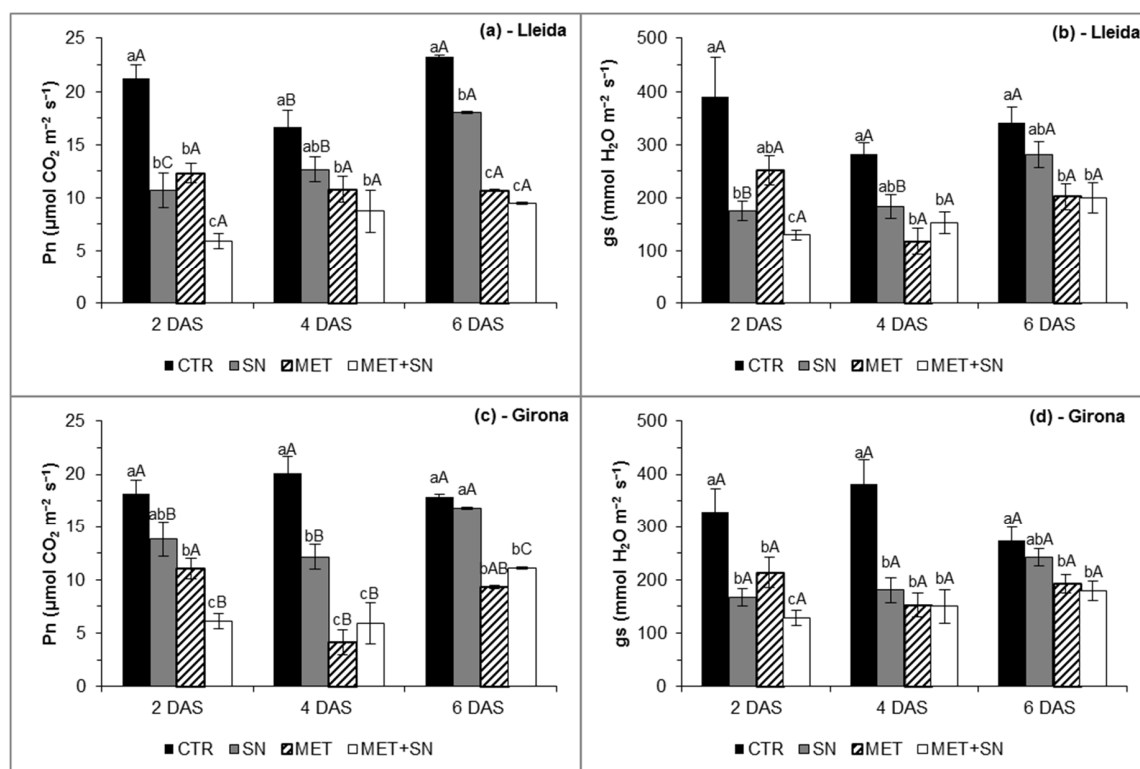 (a) - Lleida
Pn (µmol CO₂ m⁻² s⁻¹)
25
20
15
10
5
0
aA bC bA cA
aB abB bA bA
aA bA cA cA
2 DAS 4 DAS 6 DAS
CTR SN MET MET+SN
(b) - Lleida
gs (mmol H₂O m⁻² s⁻¹)
500
400
300
200
100
0
aA bB abA cA
aA abB bA bA
aA abA bA bA
2 DAS 4 DAS 6 DAS
CTR SN MET MET+SN
(c) - Girona
Pn (µmol CO₂ m⁻² s⁻¹)
25
20
15
10
5
0
aA abB bA cB
aA bB cB cB
aA aA bAB bC
2 DAS 4 DAS 6 DAS
CTR SN MET MET+SN
(d) - Girona
gs (mmol H₂O m⁻² s⁻¹)
500
400
300
200
100
0
aA bA bA cA
aA bA bA bA
aA abA bA bA
2 DAS 4 DAS 6 DAS
CTR SN MET MET+SN